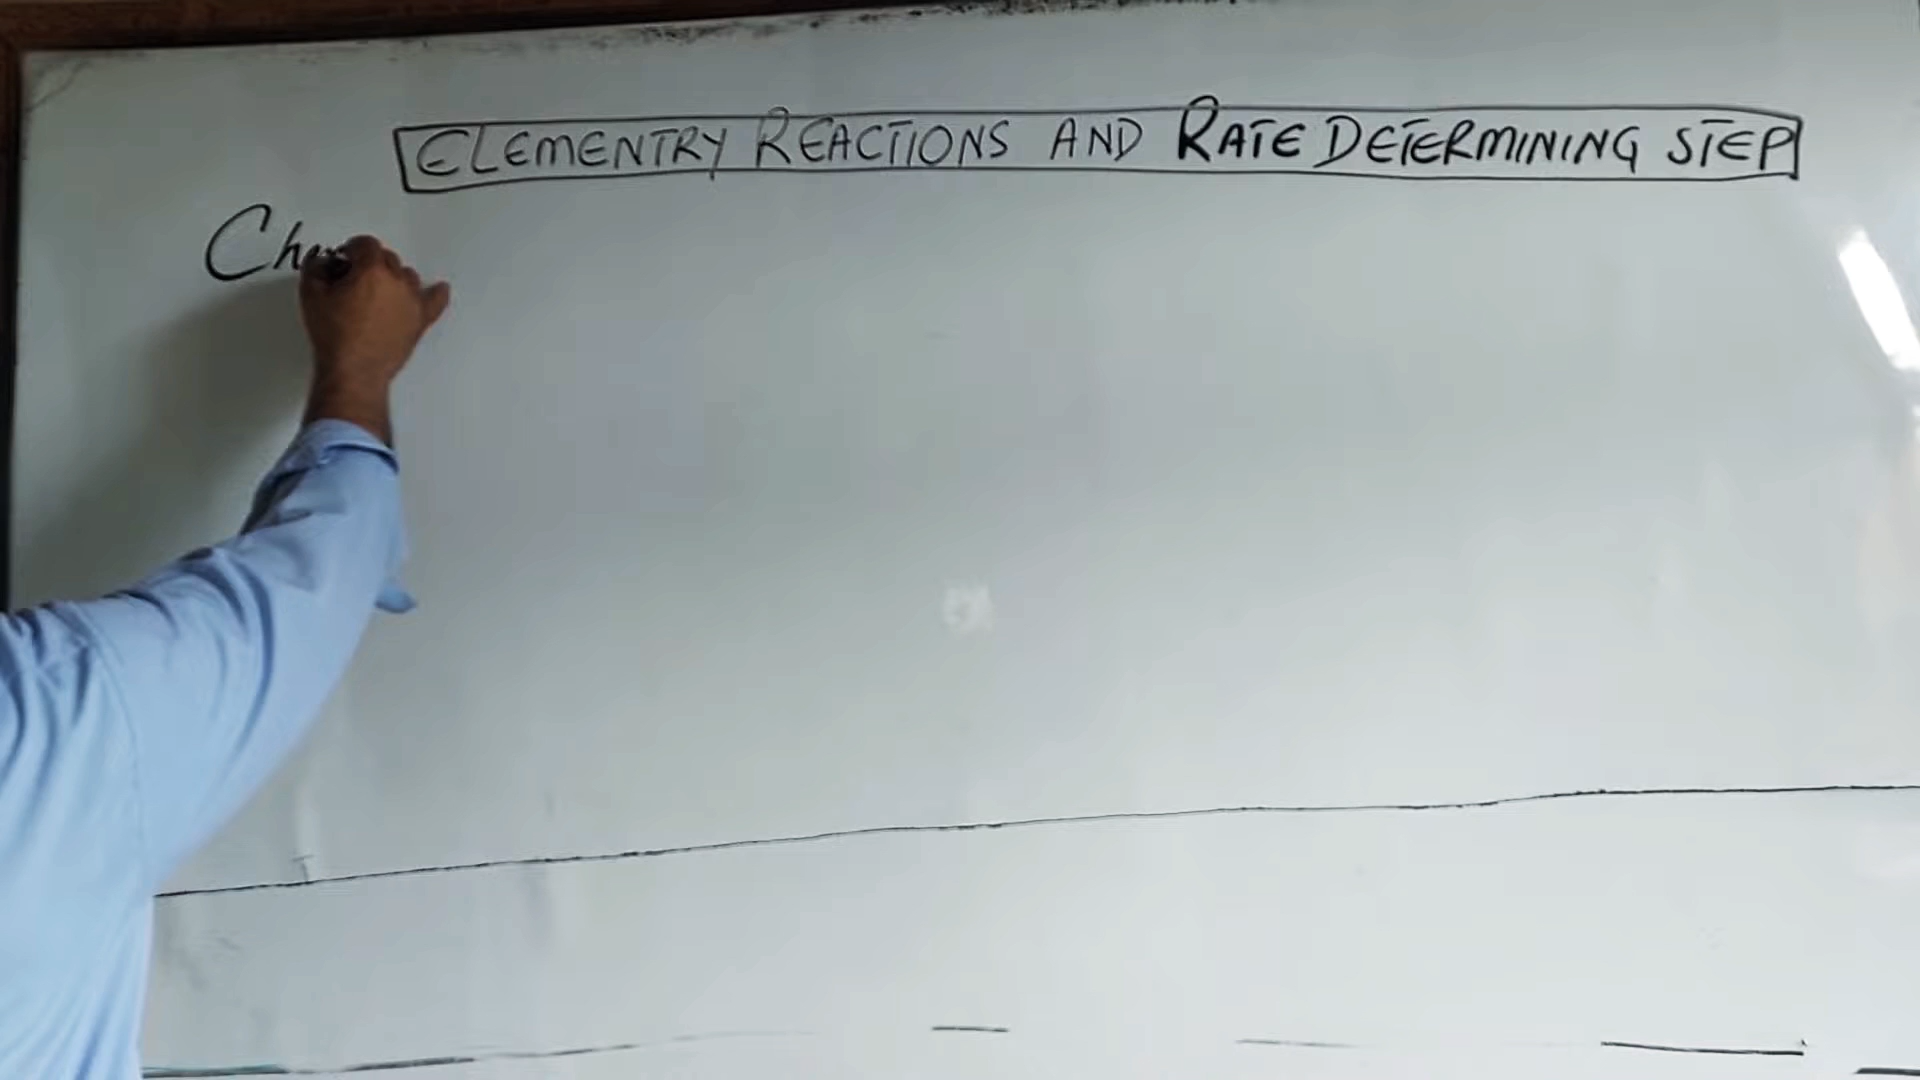 ELEMENTRY REACTIONS AND RATE DETERMINING STEP